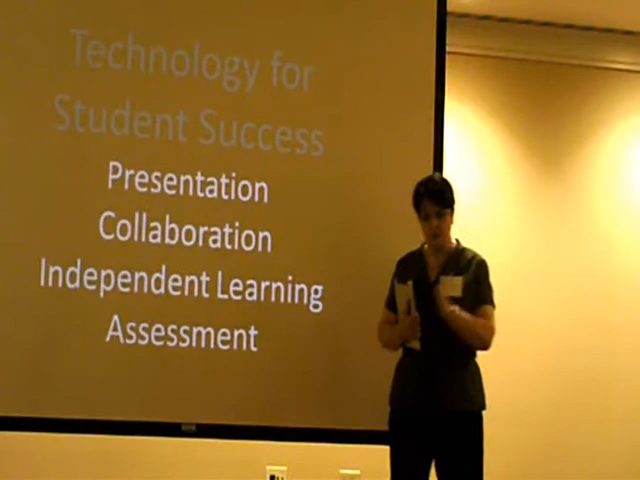 Technology for
Student Success
Presentation
Collaboration
Independent Learning
Assessment